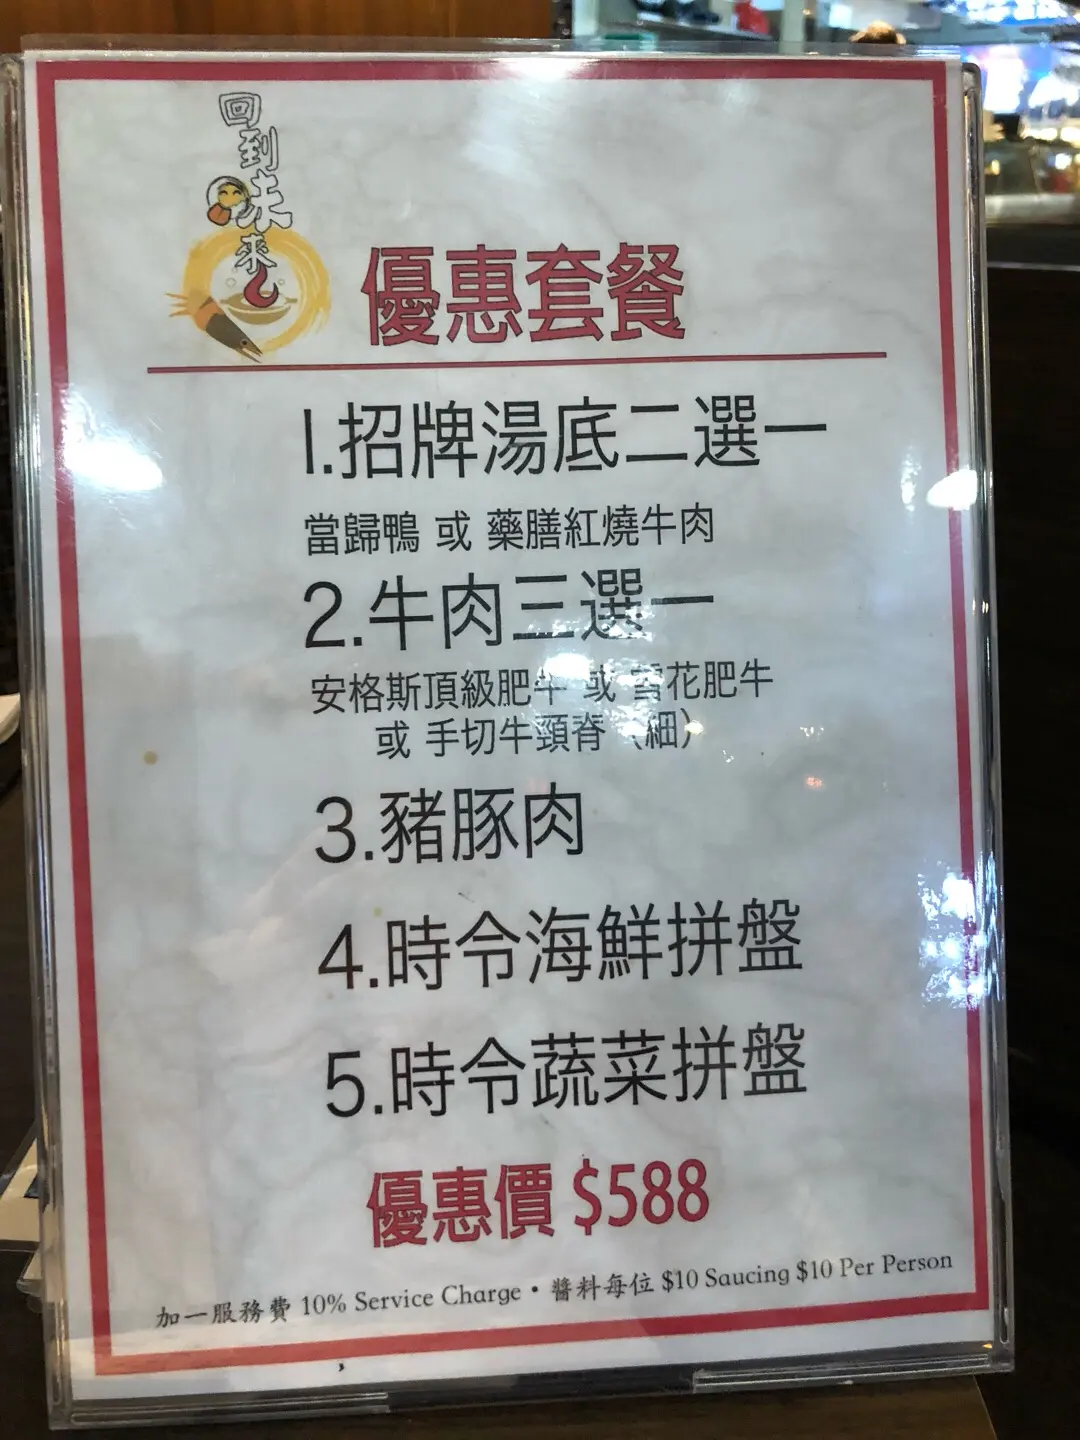 回到未來
優惠套餐
1.招牌湯底二選一
當歸鴨 或 藥膳紅燒牛肉
2.牛肉三選一
安格斯頂級肥牛 或 雪花肥牛
或 手切牛頸脊（細）
3.豬豚肉
4.時令海鮮拼盤
5.時令蔬菜拼盤
優惠價 $588
加一服務費 10% Service Charge・醬料每位 $10 Saucing $10 Per Person